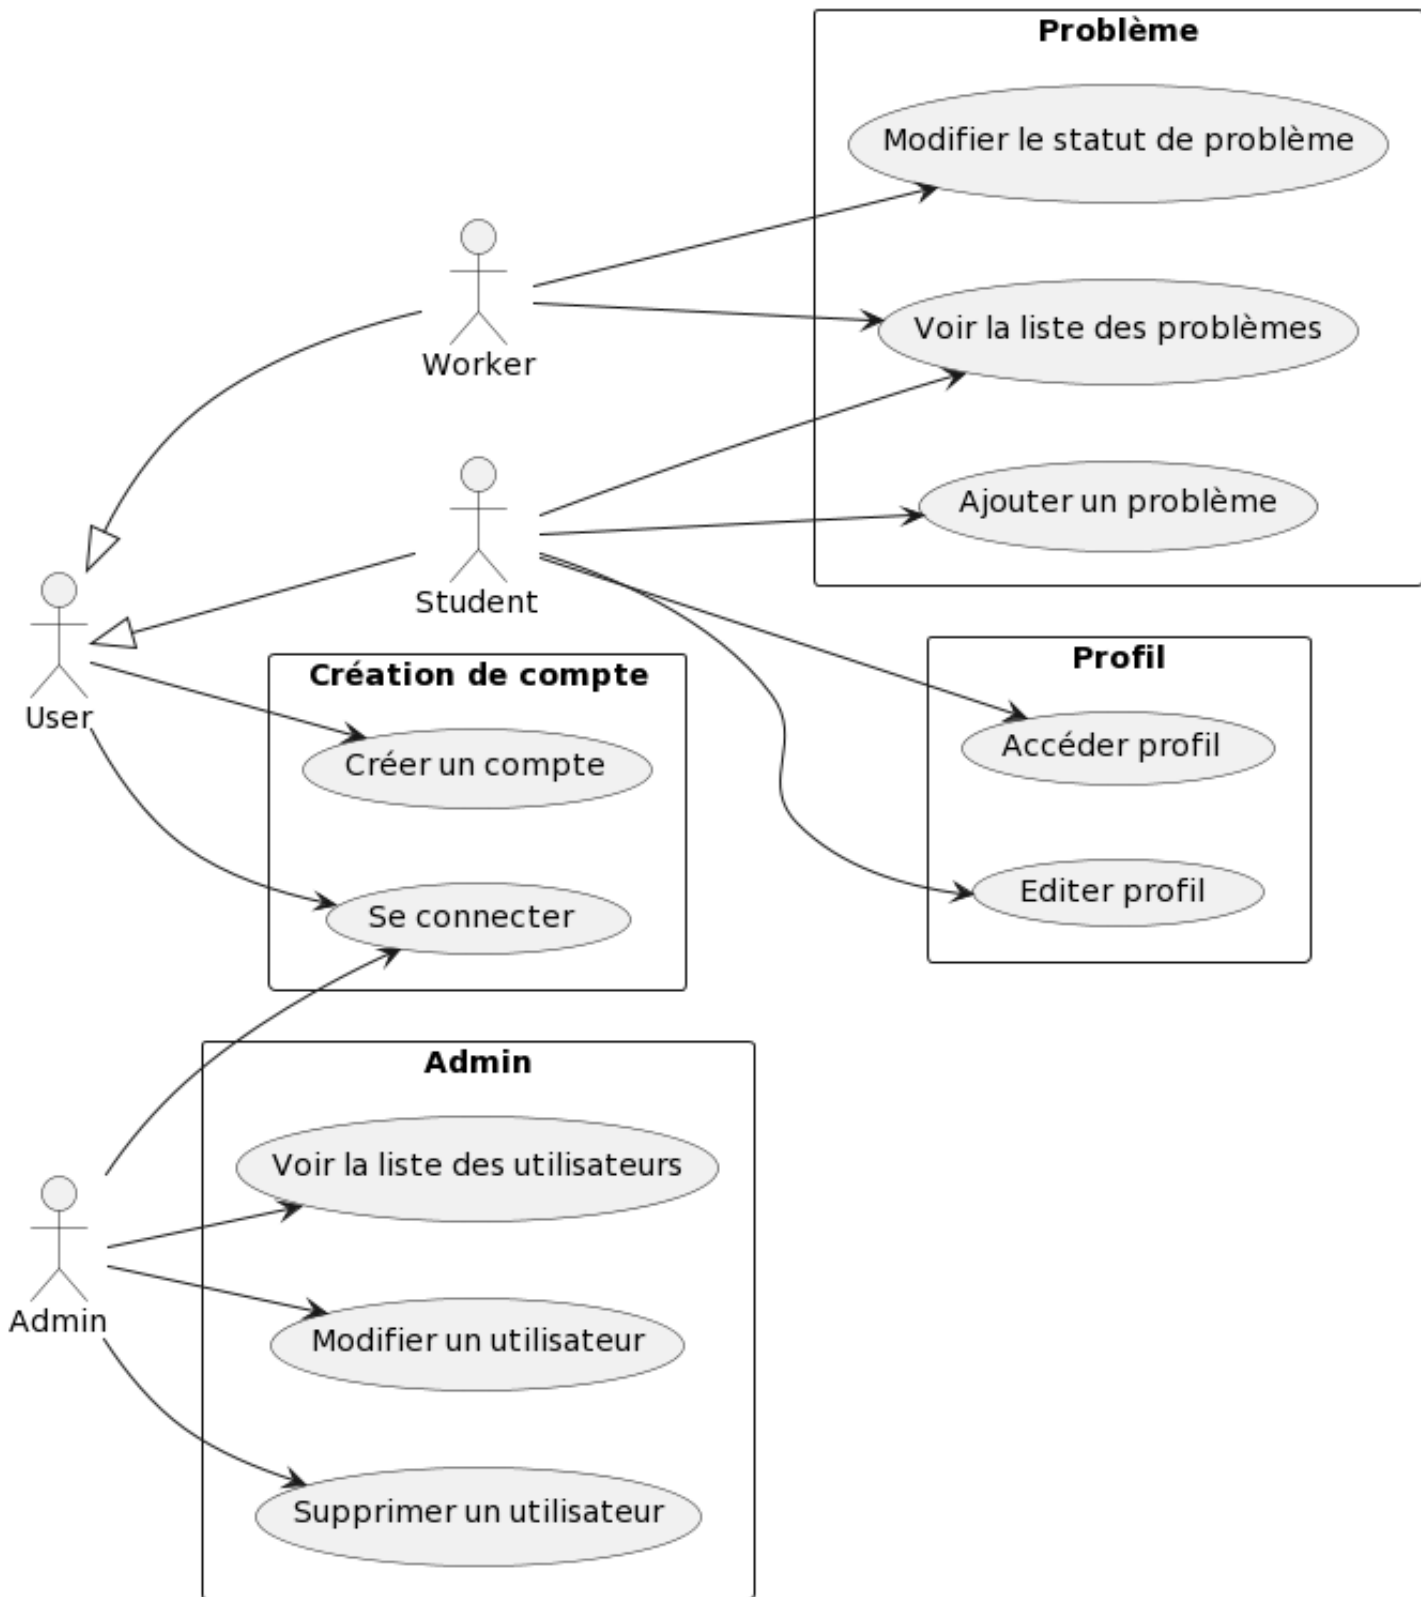 Problème
Modifier le statut de problème
Voir la liste des problèmes
Worker
Ajouter un problème
Student
Profil
Création de compte
User
Accéder profil
Créer un compte
Editer profil
Se connecter
Admin
Voir la liste des utilisateurs
Admin
Modifier un utilisateur
Supprimer un utilisateur